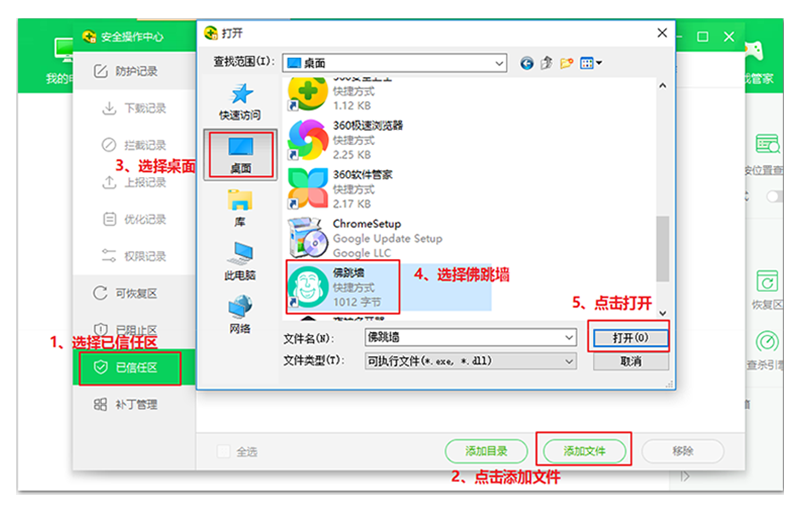 安全操作中心
我的电
防护记录
下载记录
拦截记录
3、选择桌面
上报记录
优化记录
权限记录
可恢复区
已阻止区
1、选择已信任区
已信任区
补丁管理
打开
查找范围(I):
桌面
快速访问
桌面
库
此电脑
网络
360安全卫士
快捷方式
1.12 KB
360极速浏览器
快捷方式
2.25 KB
360软件管家
快捷方式
2.17 KB
ChromeSetup
Google Update Setup
Google LLC
佛跳墙
快捷方式
1012 字节
4、选择佛跳墙
5、点击打开
文件名(N):
佛跳墙
打开(O)
文件类型(T):
可执行文件(*.exe, *.dll)
取消
全选
添加目录
添加文件
移除
2、点击添加文件
戏管家
按位置查
恢复区
查杀引擎